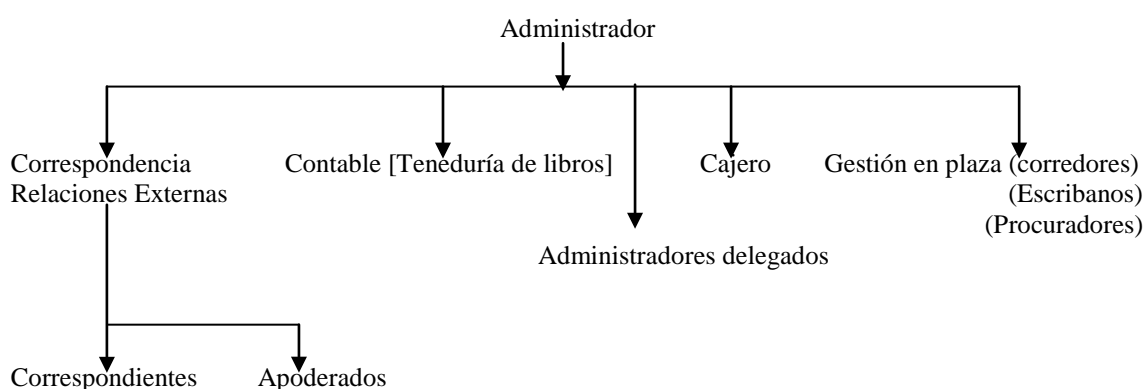 Administrador
Correspondencia
Relaciones Externas
Contable [Teneduría de libros]
Cajero
Gestión en plaza (corredores)
(Escribanos)
(Procuradores)
Administradores delegados
Correspondientes
Apoderados